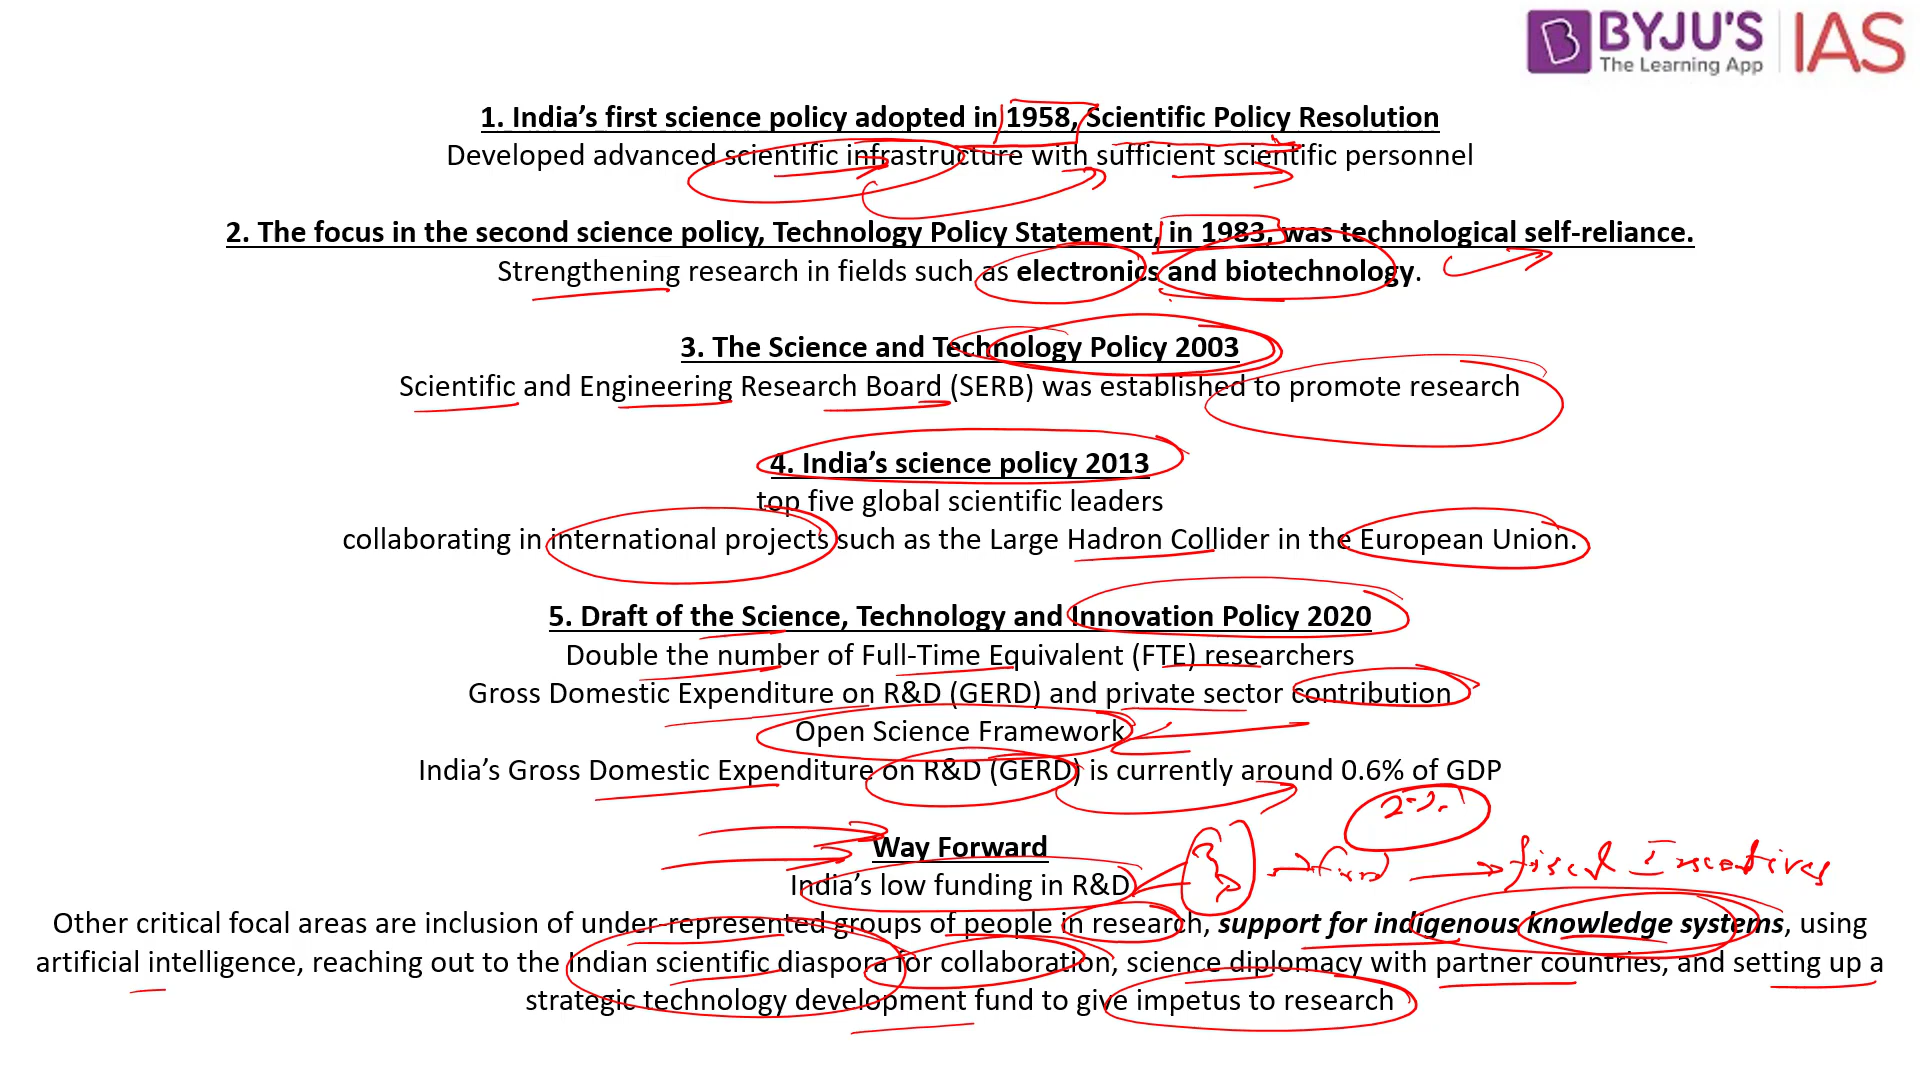 BYJU'S IAS
The Learning App
1. India’s first science policy adopted in 1958, Scientific Policy Resolution
Developed advanced scientific infrastructure with sufficient scientific personnel
2. The focus in the second science policy, Technology Policy Statement, in 1983, was technological self-reliance.
Strengthening research in fields such as electronics and biotechnology.
3. The Science and Technology Policy 2003
Scientific and Engineering Research Board (SERB) was established to promote research
4. India’s science policy 2013
top five global scientific leaders
collaborating in international projects such as the Large Hadron Collider in the European Union.
5. Draft of the Science, Technology and Innovation Policy 2020
Double the number of Full-Time Equivalent (FTE) researchers
Gross Domestic Expenditure on R&D (GERD) and private sector contribution
Open Science Framework
India’s Gross Domestic Expenditure on R&D (GERD) is currently around 0.6% of GDP
Way Forward
fiscal
India’s low funding in R&D
Other critical focal areas are inclusion of under-represented groups of people in research, support for indigenous knowledge systems, using
artificial intelligence, reaching out to the Indian scientific diaspora for collaboration, science diplomacy with partner countries, and setting up a
strategic technology development fund to give impetus to research